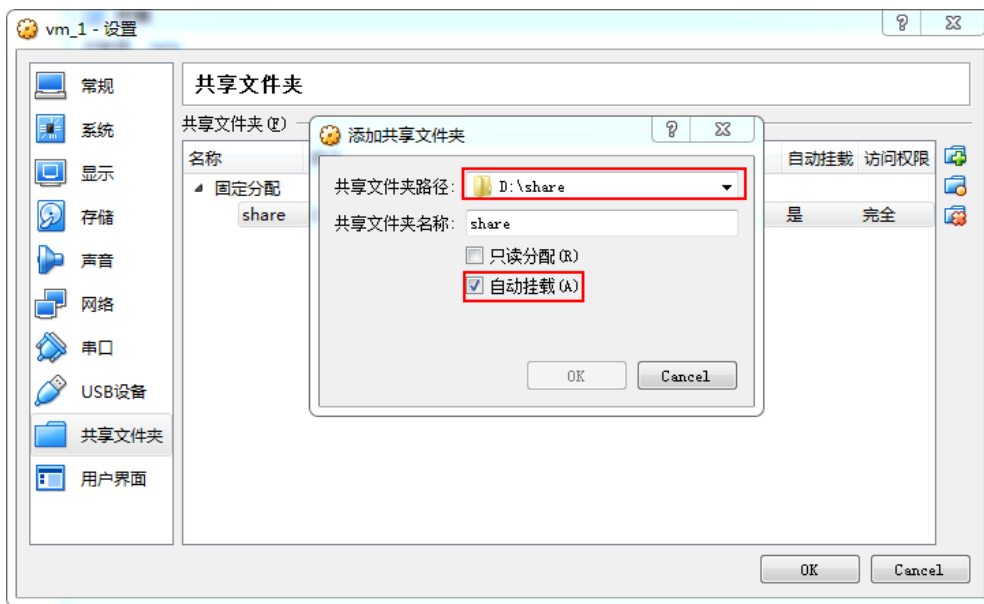 vm_1 - 设置
常规
系统
显示
存储
声音
网络
串口
USB设备
共享文件夹
用户界面
共享文件夹
共享文件夹(F)
名称
自动挂载 访问权限
固定分配
share
是 完全
添加共享文件夹
共享文件夹路径: D:\share
共享文件夹名称: share
只读分配(R)
自动挂载(A)
OK Cancel
OK Cancel